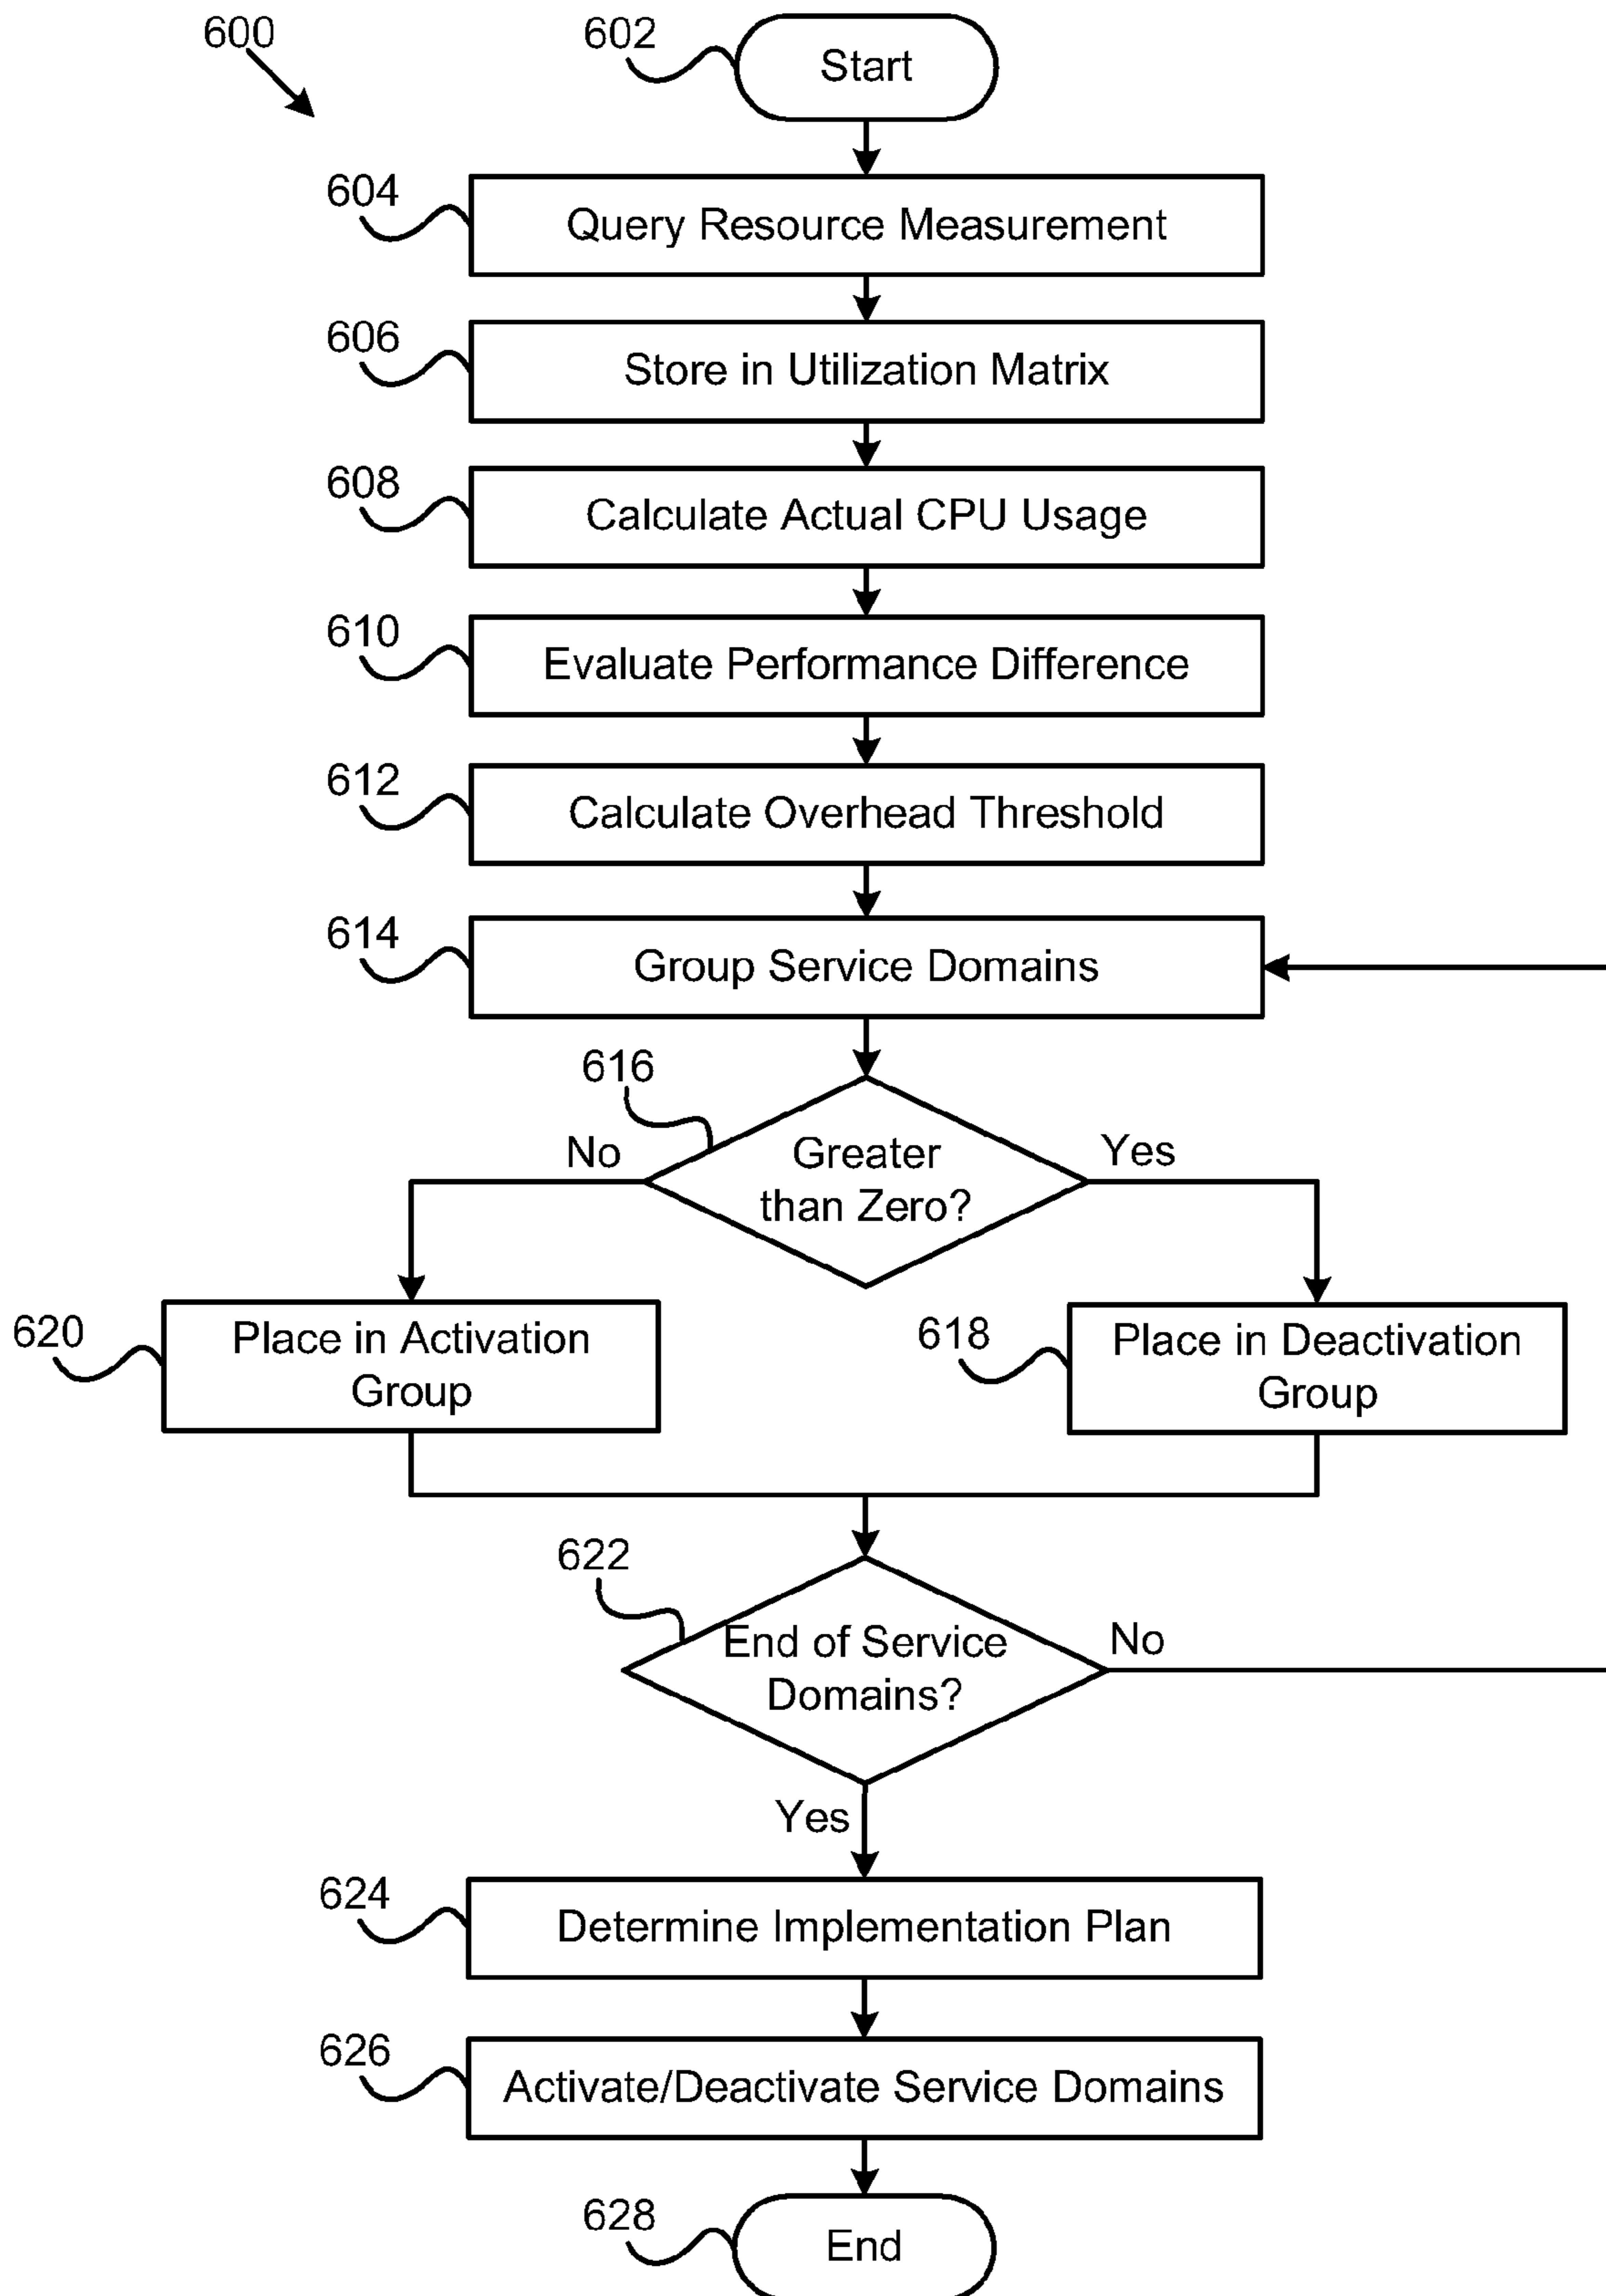 600
602
Start
604
Query Resource Measurement
606
Store in Utilization Matrix
608
Calculate Actual CPU Usage
610
Evaluate Performance Difference
612
Calculate Overhead Threshold
614
Group Service Domains
616
No
Greater
than Zero?
Yes
620
Place in Activation
Group
618
Place in Deactivation
Group
622
End of Service
Domains?
No
Yes
624
Determine Implementation Plan
626
Activate/Deactivate Service Domains
628
End